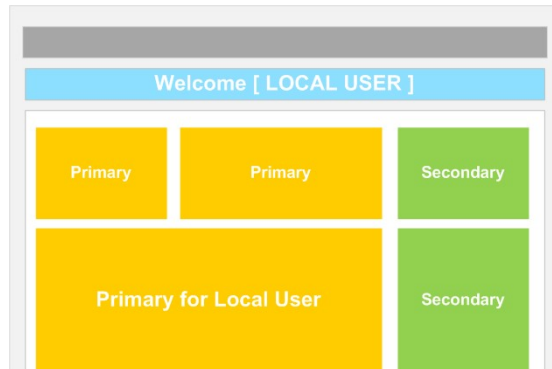 Welcome [ LOCAL USER ]
Primary
Primary
Secondary
Primary for Local User
Secondary